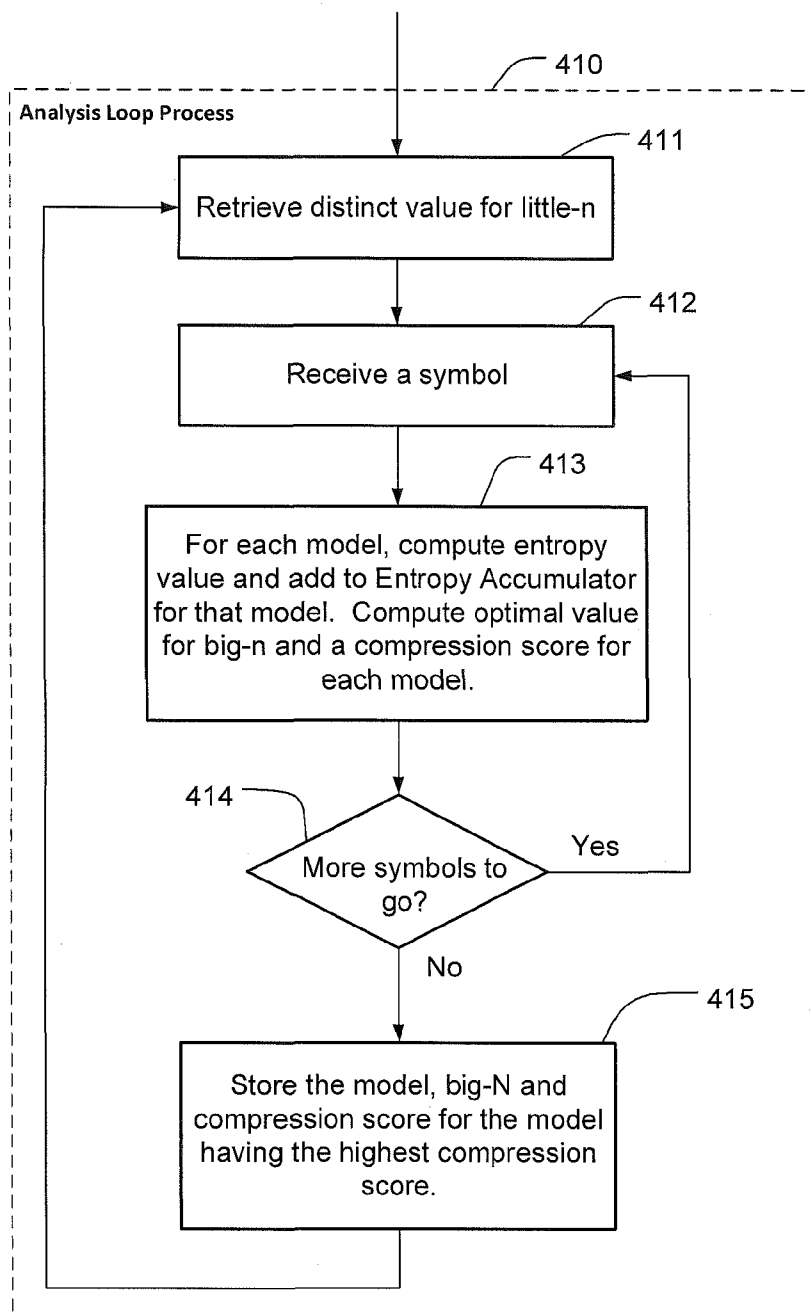 410
Analysis Loop Process
411
Retrieve distinct value for little-n
412
Receive a symbol
413
For each model, compute entropy
value and add to Entropy Accumulator
for that model. Compute optimal value
for big-n and a compression score for
each model.
414
More symbols to
go?
Yes
No
415
Store the model, big-N and
compression score for the model
having the highest compression
score.